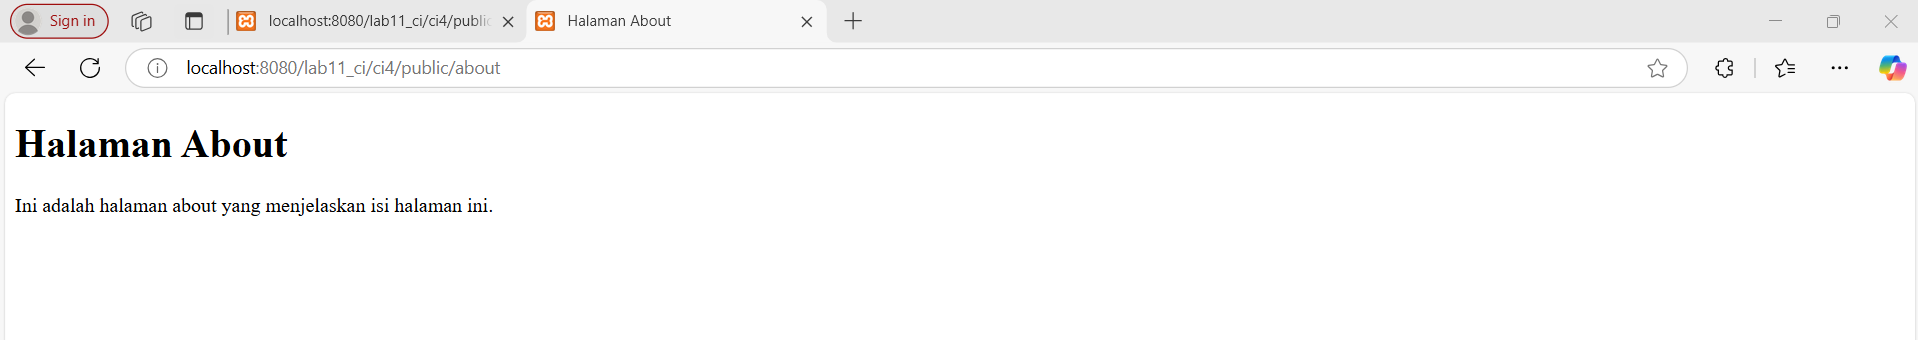 Sign in
localhost:8080/lab11_ci/ci4/public
Halaman About
localhost:8080/lab11_ci/ci4/public/about
Halaman About
Ini adalah halaman about yang menjelaskan isi halaman ini.